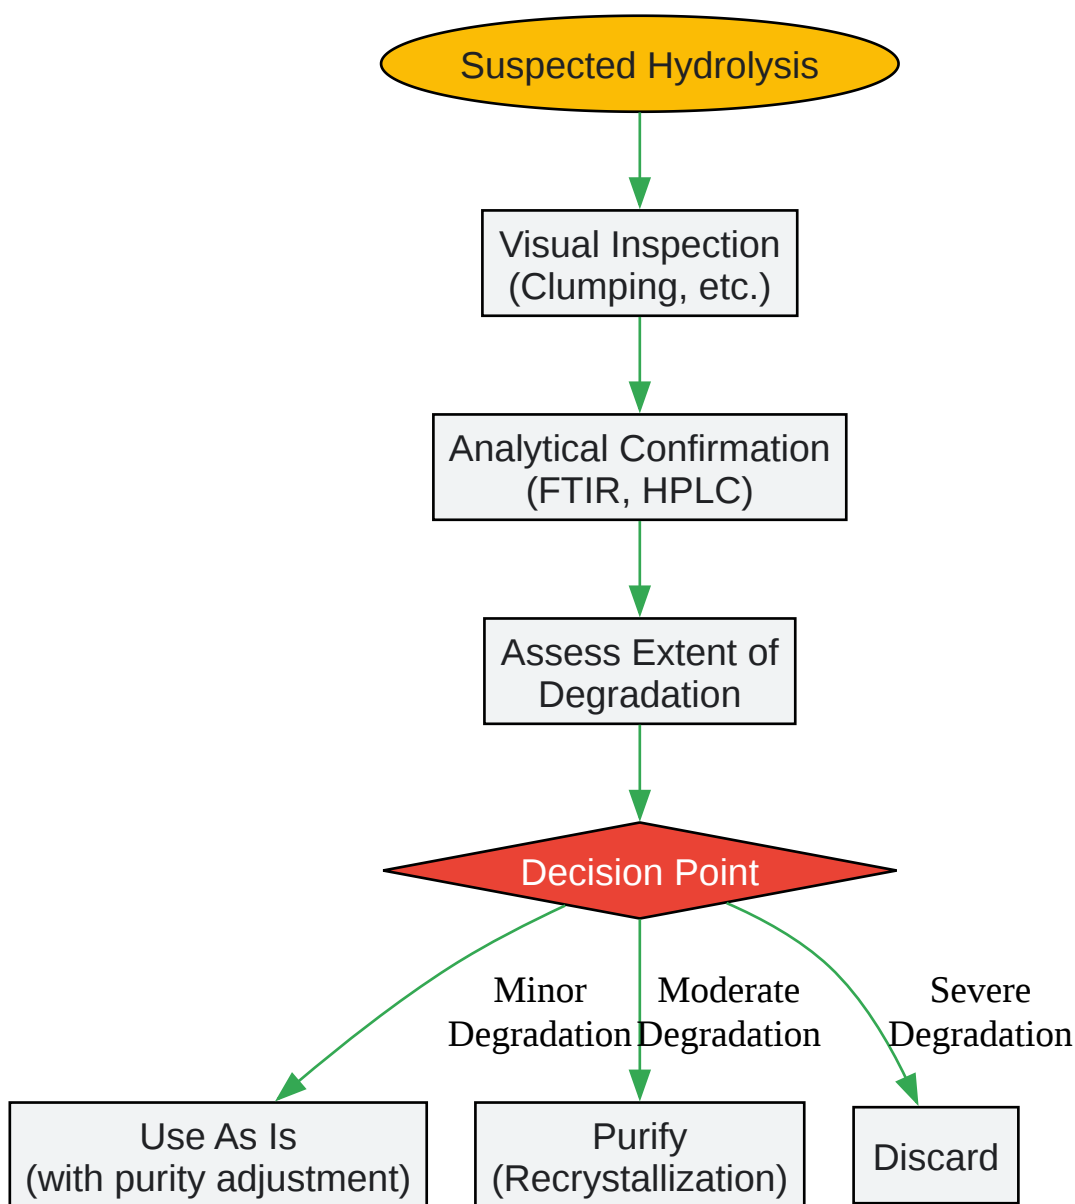 Suspected Hydrolysis
Visual Inspection
(Clumping, etc.)
Analytical Confirmation
(FTIR, HPLC)
Assess Extent of
Degradation
Decision Point
Minor
Degradation
Moderate
Degradation
Severe
Degradation
Use As Is
(with purity adjustment)
Purify
(Recrystallization)
Discard